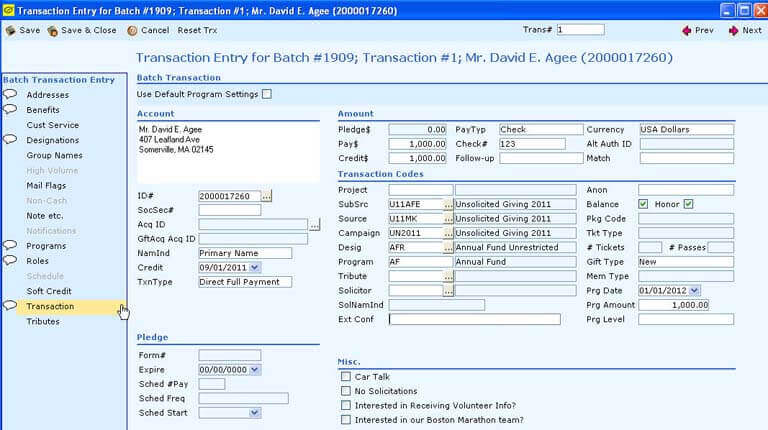 Transaction Entry for Batch #1909; Transaction #1; Mr. David E. Agee (2000017260)
Save Save & Close Cancel Reset Trx Trans# 1 Prev Next
Transaction Entry for Batch #1909; Transaction #1; Mr. David E. Agee (2000017260)
Batch Transaction Entry
Addresses
Benefits
Cust Service
Designations
Group Names
High Volume
Mail Flags
Non-Cash
Note etc.
Notifications
Programs
Roles
Schedule
Soft Credit
Transaction
Tributes
Batch Transaction
Use Default Program Settings
Account
Mr. David E. Agee
407 Leafland Ave
Somerville, MA 02145
ID# 2000017260 ...
SocSec#
Acq ID ...
GftAcq Acq ID
NamInd Primary Name
Credit 09/01/2011
TxnType Direct Full Payment
Pledge
Form#
Expire 00/00/0000
Sched #Pay
Sched Freq
Sched Start
Amount
Pledge$ 0.00 PayTyp Check Currency USA Dollars
Pay$ 1,000.00 Check# 123 Alt Auth ID
Credit$ 1,000.00 Follow-up Match
Transaction Codes
Project ... Anon
SubSrc U11AFE ... Unsolicited Giving 2011 Balance Honor
Source U11MK ... Unsolicited Giving 2011 Pkg Code
Campaign UN2011 ... Unsolicited Giving 2011 Tkt Type
Desig AFR ... Annual Fund Unrestricted # Tickets # Passes
Program AF Annual Fund Gift Type New
Tribute ... Mem Type
Solicitor ... Prg Date 01/01/2012
SolNamInd Prg Amount 1,000.00
Ext Conf Prg Level
Misc.
Car Talk
No Solicitations
Interested in Receiving Volunteer Info?
Interested in our Boston Marathon team?